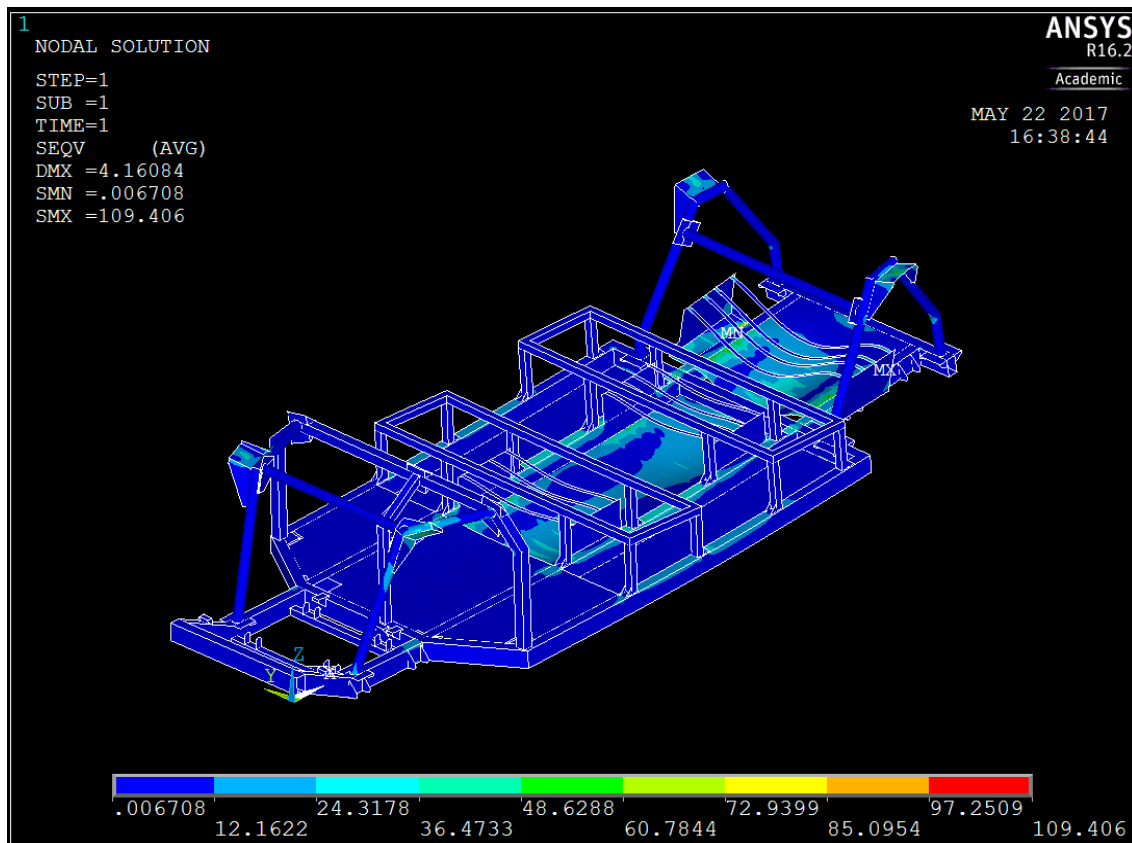 1
NODAL SOLUTION
STEP=1
SUB =1
TIME=1
SEQV (AVG)
DMX =4.16084
SMN =.006708
SMX =109.406
ANSYS
R16.2
Academic
MAY 22 2017
16:38:44
MN
MX
Z
Y
X
.006708 24.3178 48.6288 72.9399 97.2509
12.1622 36.4733 60.7844 85.0954 109.406